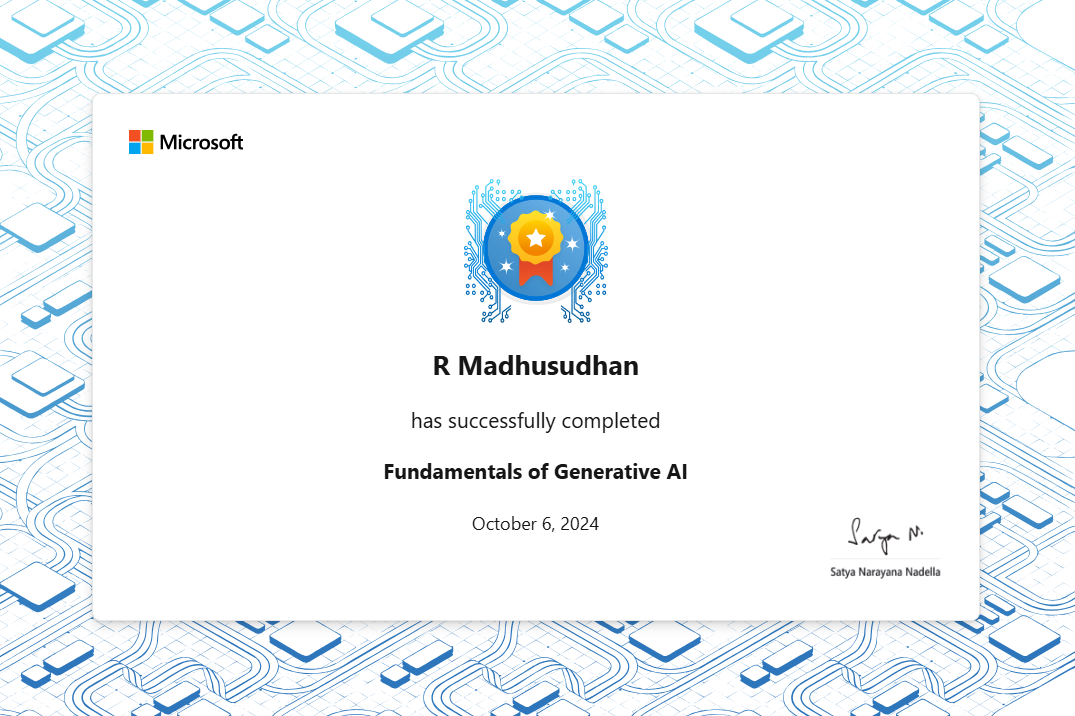 Microsoft
R Madhusudhan
has successfully completed
Fundamentals of Generative AI
October 6, 2024
Satya N.
Satya Narayana Nadella